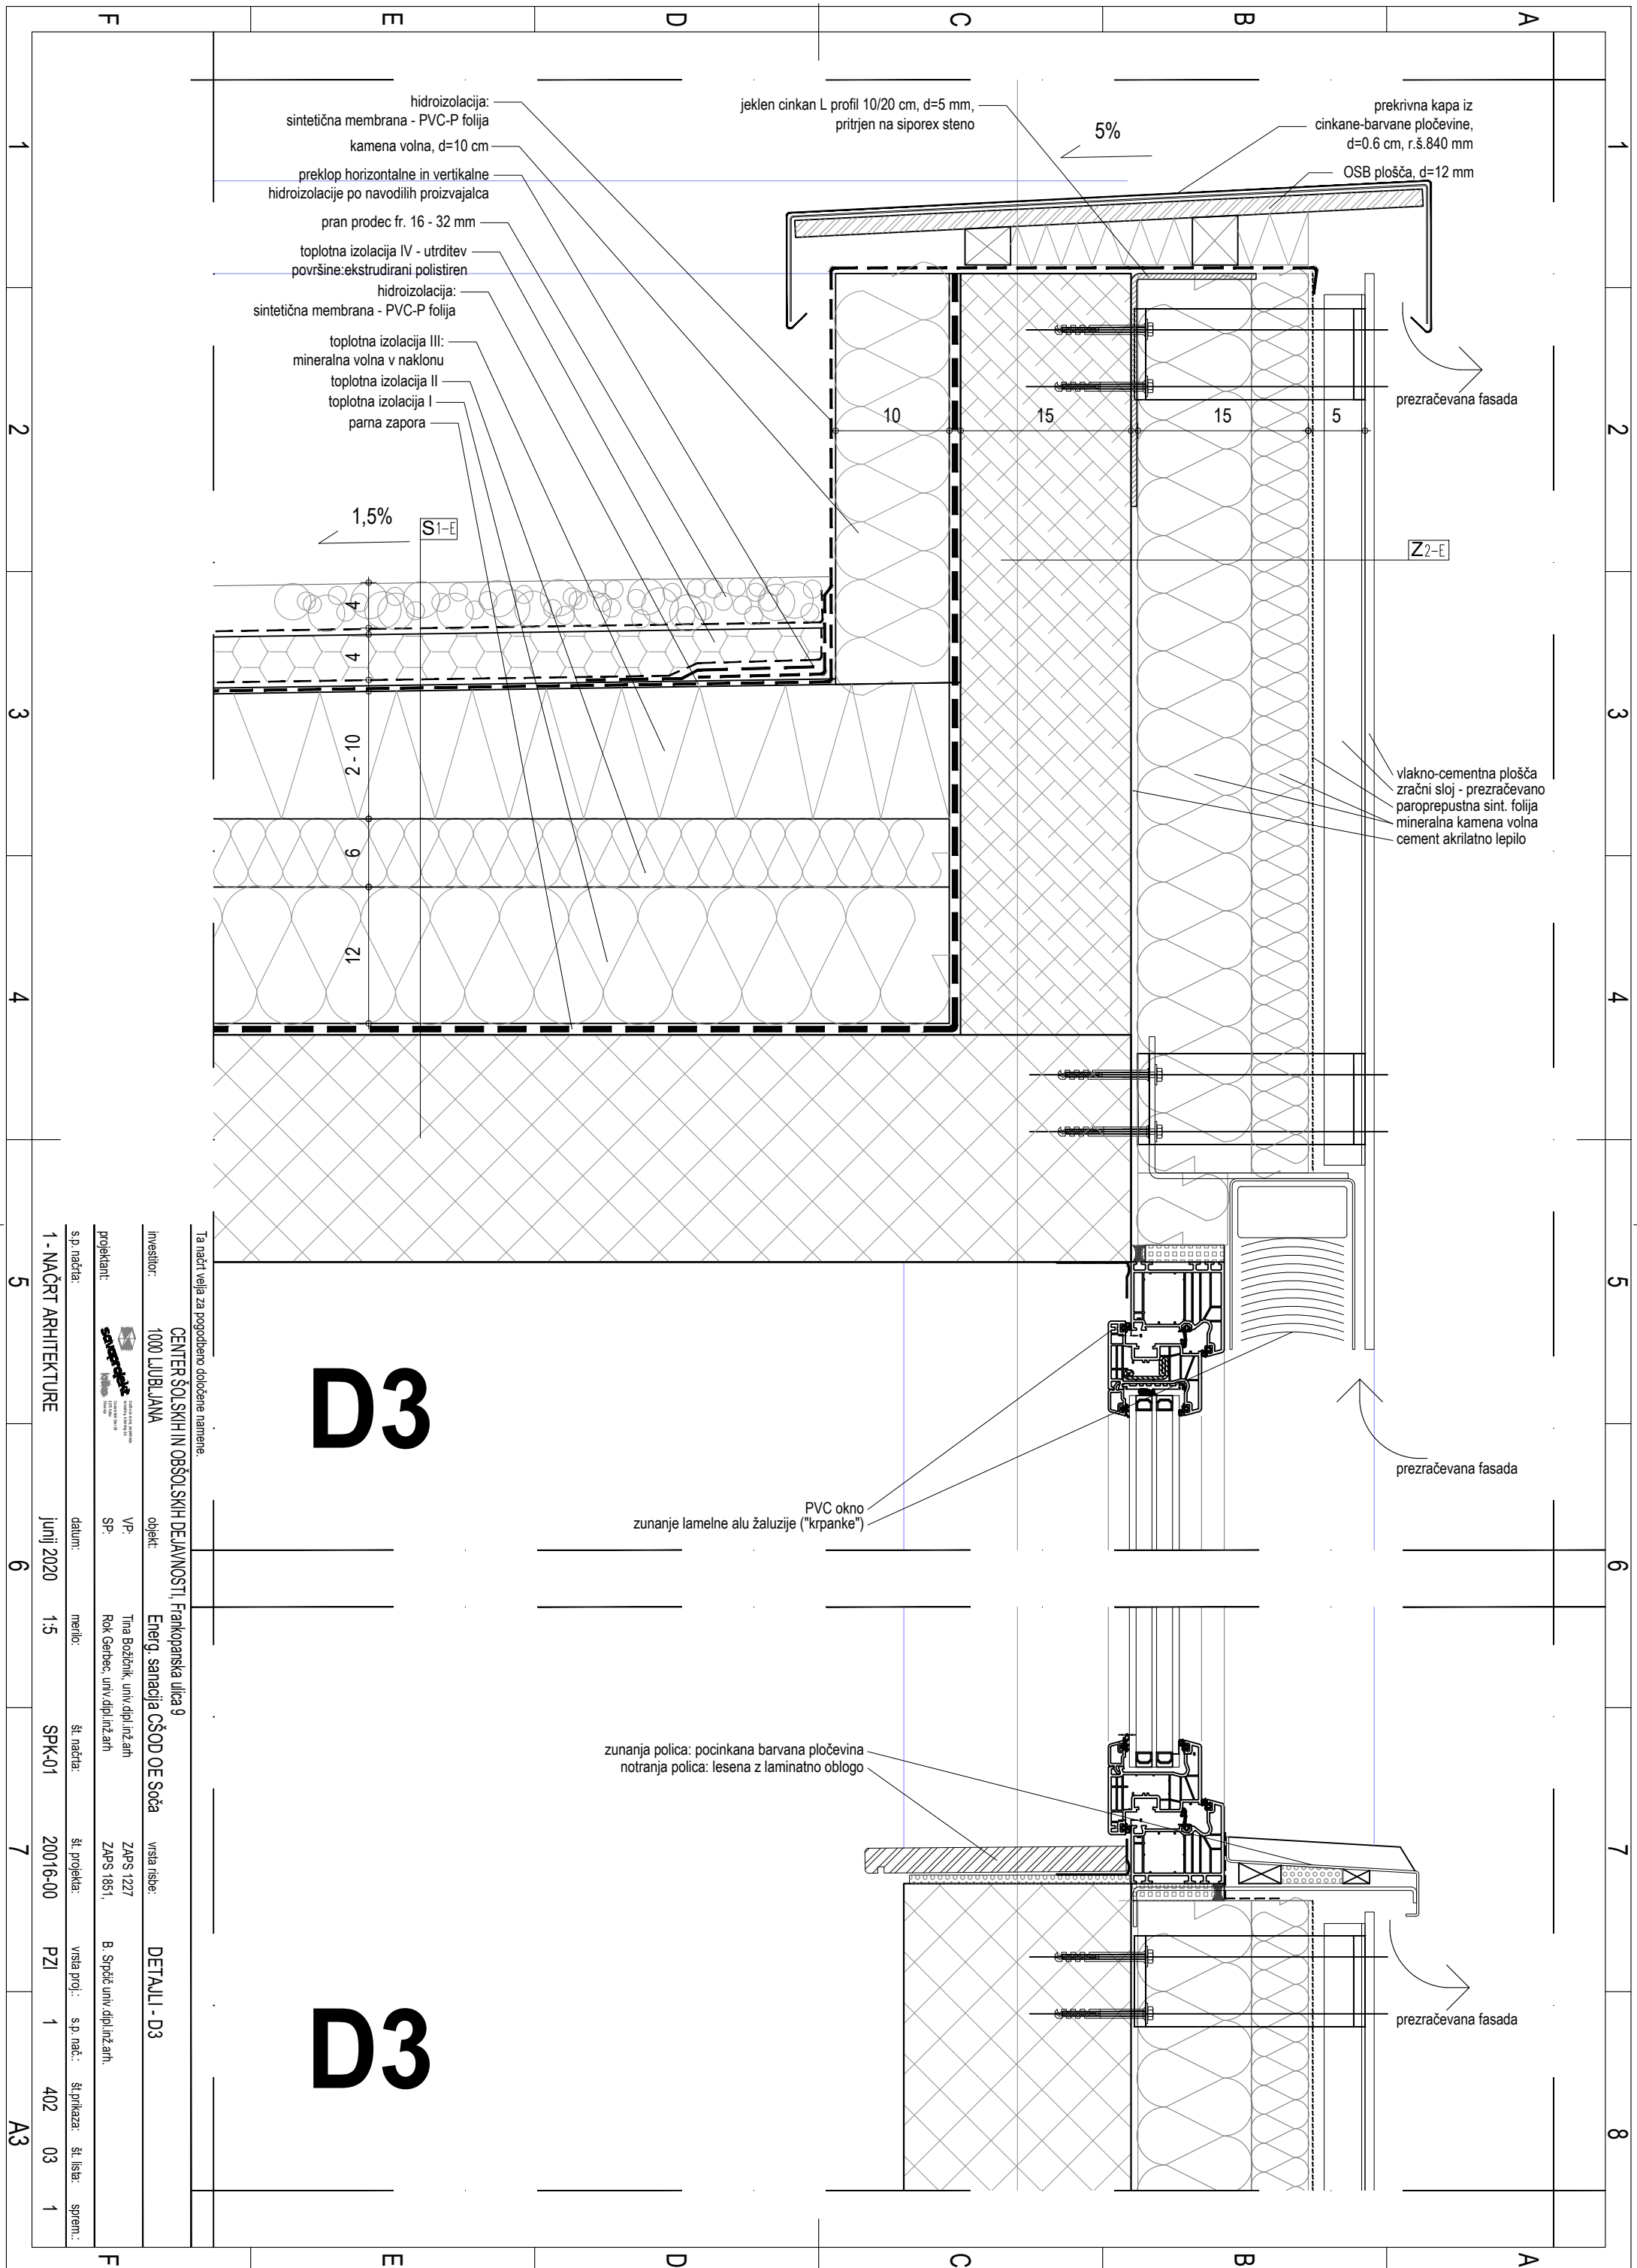 F
E
D
C
B
A
1
2
3
4
5
6
7
8
1
2
3
4
5
6
7
A3
F
E
D
C
B
A
hidroizolacija:
sintetična membrana - PVC-P folija
kamena volna, d=10 cm
preklop horizontalne in vertikalne
hidroizolacije po navodilih proizvajalca
pran prodec fr. 16 - 32 mm
toplotna izolacija IV - utrditev
površine:ekstrudirani polistiren
hidroizolacija:
sintetična membrana - PVC-P folija
toplotna izolacija III:
mineralna volna v naklonu
toplotna izolacija II
toplotna izolacija I
parna zapora
jeklen cinkan L profil 10/20 cm, d=5 mm,
pritrjen na siporex steno
5%
prekrivna kapa iz
cinkane-barvane pločevine,
d=0.6 cm, r.š.840 mm
OSB plošča, d=12 mm
prezračevana fasada
10
15
15
5
1,5%
S1-E
Z2-E
4
4
2 - 10
6
12
vlakno-cementna plošča
zračni sloj - prezračevano
paroprepustna sint. folija
mineralna kamena volna
cement akrilatno lepilo
D3
prezračevana fasada
PVC okno
zunanje lamelne alu žaluzije ("krpanke")
zunanja polica: pocinkana barvana pločevina
notranja polica: lesena z laminatno oblogo
D3
prezračevana fasada
Ta načrt velja za pogodbeno določene namene.
investitor:
CENTER ŠOLSKIH IN OBŠOLSKIH DEJAVNOSTI, Frankopanska ulica 9
1000 LJUBLJANA
objekt:
Energ. sanacija CŠOD OE Soča
vrsta risbe:
DETAJLI - D3
projektant:
savaprojekt
krško
VP:
Tina Božičnik, univ.dipl.inž.arh
ZAPS 1227
SP:
Rok Gerbec, univ.dipl.inž.arh
ZAPS 1851,
B. Srpčič univ.dipl.inž.arh.
s.p. načrta:
datum:
merilo:
št. načrta:
št. projekta:
vrsta proj.:
s.p. nač.:
št.prikaza:
št. lista:
sprem.:
1 - NAČRT ARHITEKTURE
junij 2020
1:5
SPK-01
20016-00
PZI
1
402
03
1